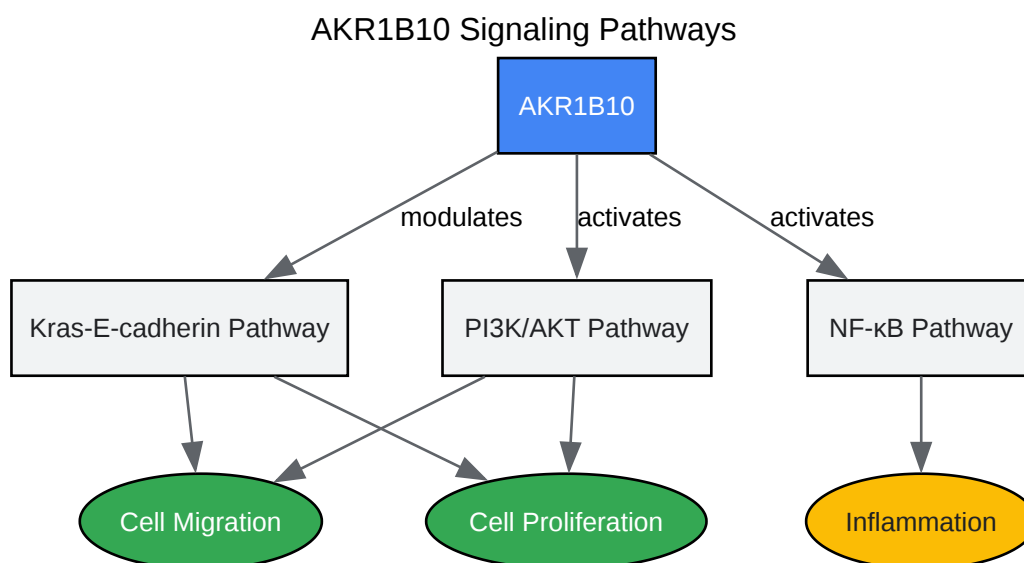 AKR1B10 Signaling Pathways
AKR1B10
modulates
activates
activates
Kras-E-cadherin Pathway
PI3K/AKT Pathway
NF-κB Pathway
Cell Migration
Cell Proliferation
Inflammation